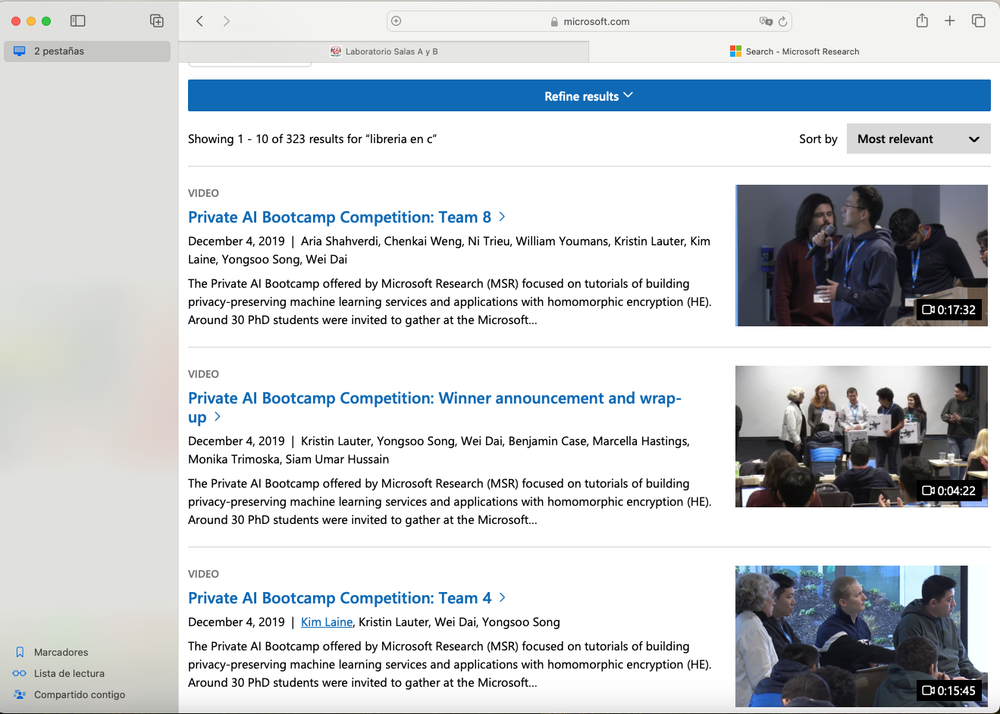 2 pestañas
microsoft.com
Laboratorio Salas A y B
Search - Microsoft Research
Refine results
Showing 1 - 10 of 323 results for “libreria en c”
Sort by
Most relevant
VIDEO
Private AI Bootcamp Competition: Team 8
December 4, 2019 | Aria Shahverdi, Chenkai Weng, Ni Trieu, William Youmans, Kristin Lauter, Kim
Laine, Yongsoo Song, Wei Dai
The Private AI Bootcamp offered by Microsoft Research (MSR) focused on tutorials of building
privacy-preserving machine learning services and applications with homomorphic encryption (HE).
Around 30 PhD students were invited to gather at the Microsoft...
0:17:32
VIDEO
Private AI Bootcamp Competition: Winner announcement and wrap-
up
December 4, 2019 | Kristin Lauter, Yongsoo Song, Wei Dai, Benjamin Case, Marcella Hastings,
Monika Trimoska, Siam Umar Hussain
The Private AI Bootcamp offered by Microsoft Research (MSR) focused on tutorials of building
privacy-preserving machine learning services and applications with homomorphic encryption (HE).
Around 30 PhD students were invited to gather at the Microsoft...
0:04:22
VIDEO
Private AI Bootcamp Competition: Team 4
December 4, 2019 | Kim Laine, Kristin Lauter, Wei Dai, Yongsoo Song
The Private AI Bootcamp offered by Microsoft Research (MSR) focused on tutorials of building
privacy-preserving machine learning services and applications with homomorphic encryption (HE).
Around 30 PhD students were invited to gather at the Microsoft...
0:15:45
Marcadores
Lista de lectura
Compartido contigo